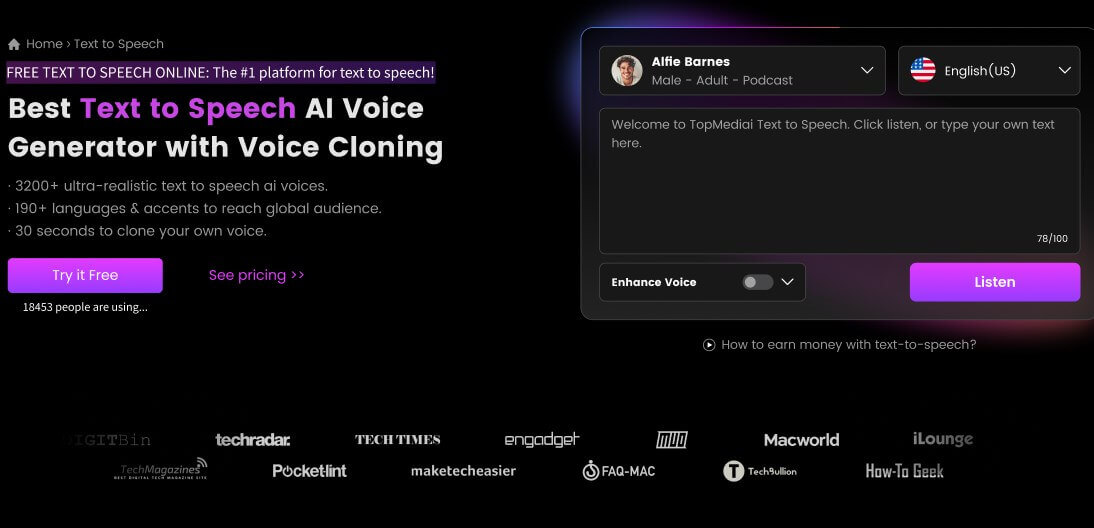 Home › Text to Speech
FREE TEXT TO SPEECH ONLINE: The #1 platform for text to speech!
Best Text to Speech AI Voice
Generator with Voice Cloning
· 3200+ ultra-realistic text to speech ai voices.
· 190+ languages & accents to reach global audience.
· 30 seconds to clone your own voice.
Try it Free
See pricing >>
18453 people are using...
Alfie Barnes
Male - Adult - Podcast
English(US)
Welcome to TopMediai Text to Speech. Click listen, or type your own text
here.
78/100
Enhance Voice
Listen
How to earn money with text-to-speech?
DIGITBin
techradar.
TECH TIMES
engadget
MUO
Macworld
iLounge
TechMagazines
BEST DIGITAL TECH MAGAZINE SITE
Pocketlint
maketecheasier
FAQ-MAC
TechBullion
How-To Geek